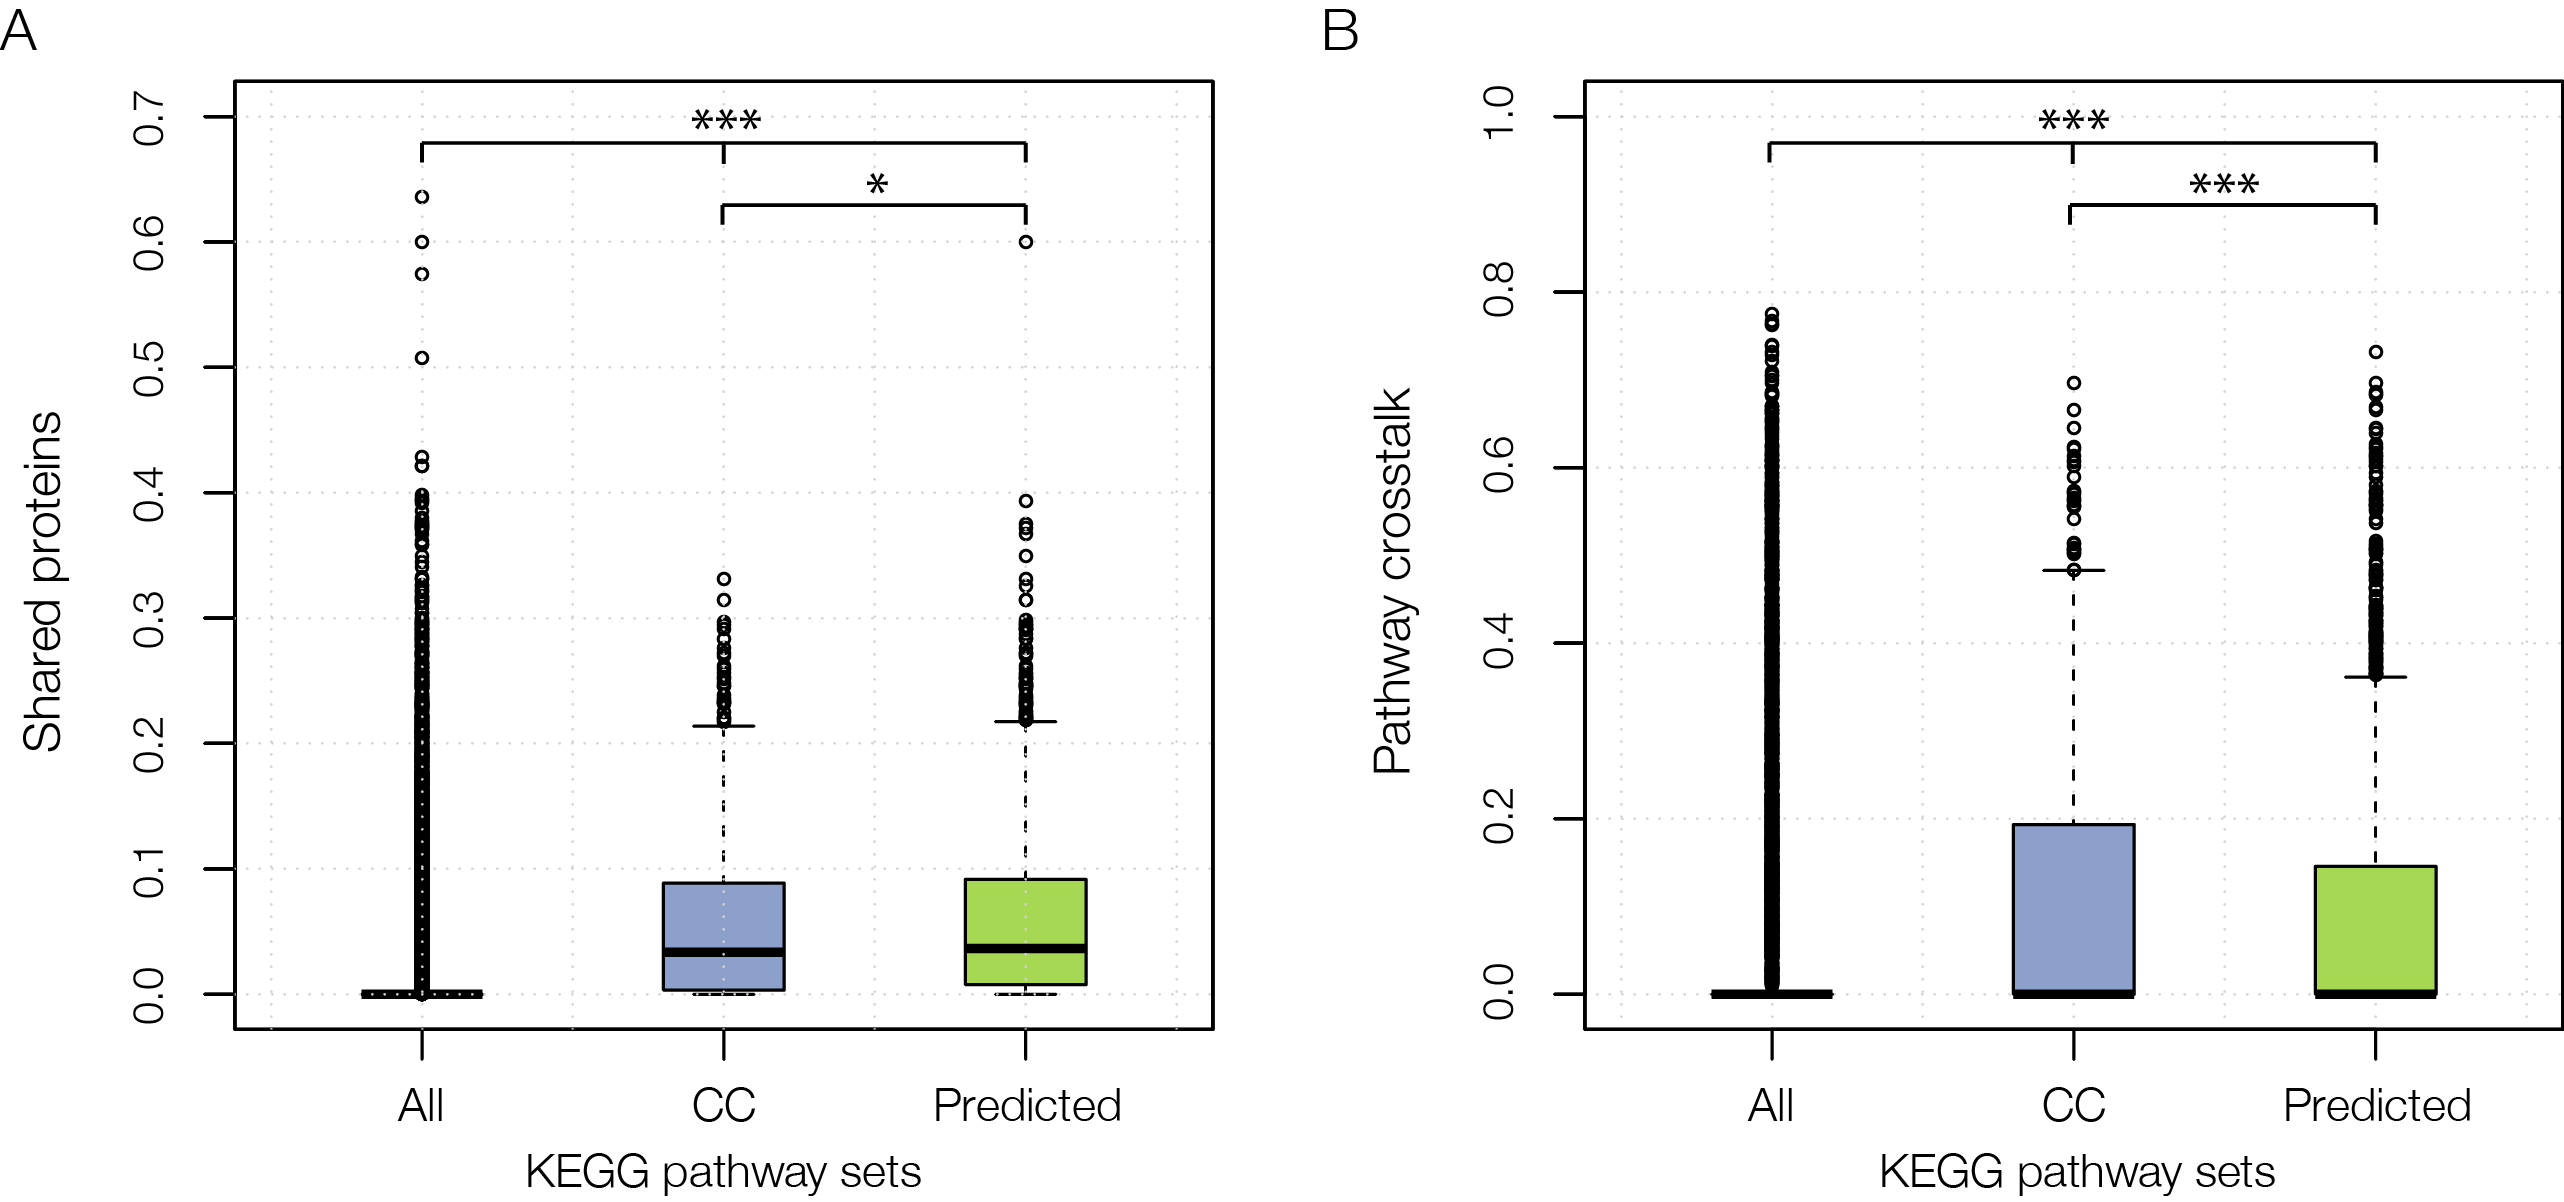 A
Shared proteins
0.7
0.6
0.5
0.4
0.3
0.2
0.1
0.0
***
*
All CC Predicted
KEGG pathway sets
B
Pathway crosstalk
1.0
0.8
0.6
0.4
0.2
0.0
***
***
All CC Predicted
KEGG pathway sets